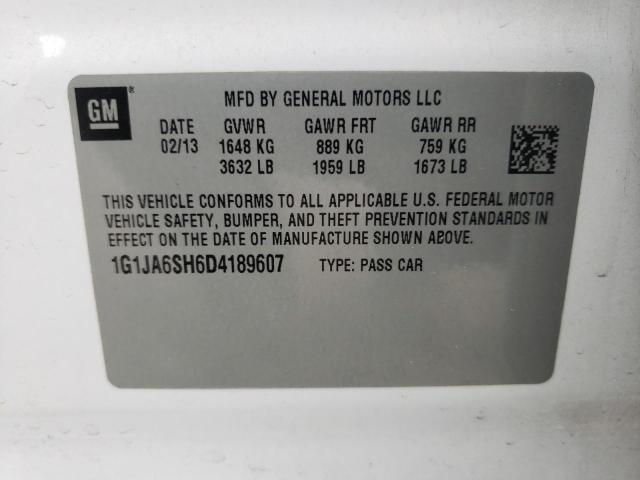 GM®
MFD BY GENERAL MOTORS LLC
DATE GVWR GAWR FRT GAWR RR
02/13 1648 KG 889 KG 759 KG
3632 LB 1959 LB 1673 LB
THIS VEHICLE CONFORMS TO ALL APPLICABLE U.S. FEDERAL MOTOR
VEHICLE SAFETY, BUMPER, AND THEFT PREVENTION STANDARDS IN
EFFECT ON THE DATE OF MANUFACTURE SHOWN ABOVE.
1G1JA6SH6D4189607 TYPE: PASS CAR